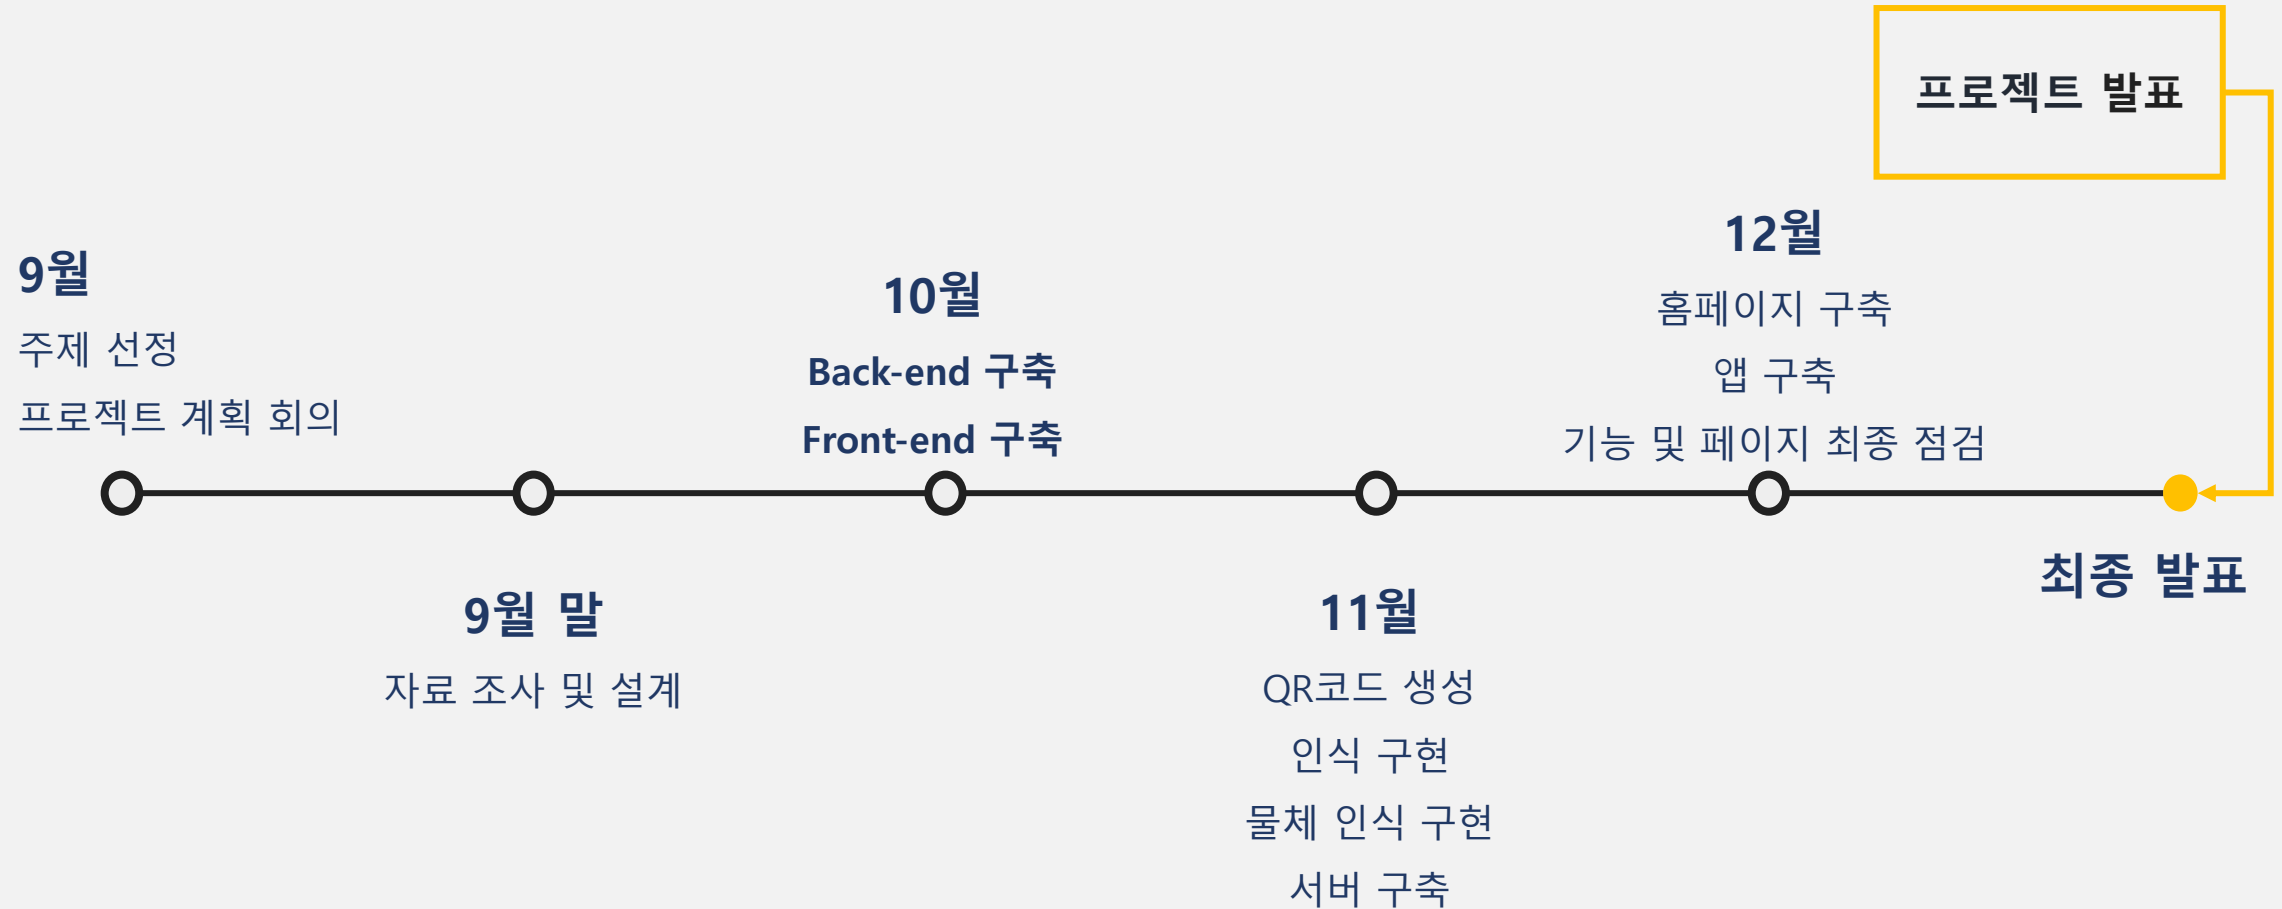 프로젝트 발표
9월
주제 선정
프로젝트 계획 회의
9월 말
자료 조사 및 설계
10월
Back-end 구축
Front-end 구축
11월
QR코드 생성
인식 구현
물체 인식 구현
서버 구축
12월
홈페이지 구축
앱 구축
기능 및 페이지 최종 점검
최종 발표